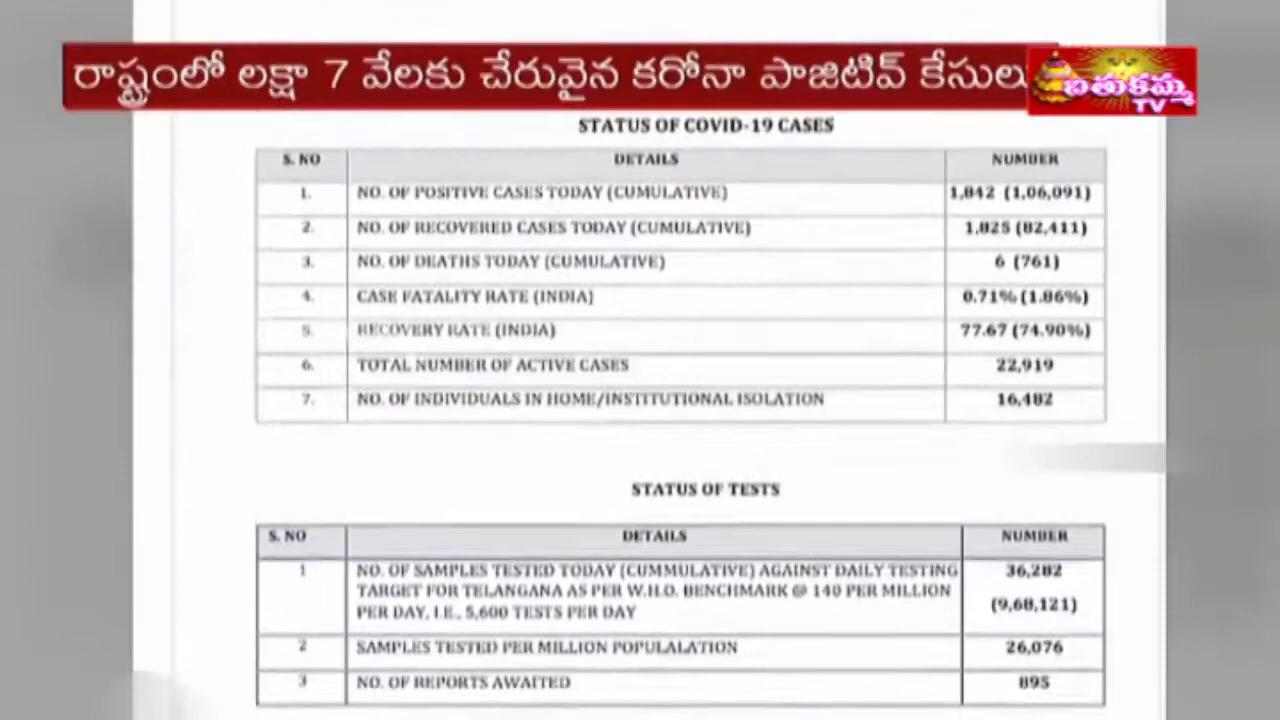 రాష్ట్రంలో లక్షా 7 వేలకు చేరువైన కరోనా పాజిటివ్ కేసులు
బతుకమ్మ
TV
STATUS OF COVID-19 CASES
S. NO DETAILS NUMBER
1. NO. OF POSITIVE CASES TODAY (CUMULATIVE) 1,842 (1,06,091)
2. NO. OF RECOVERED CASES TODAY (CUMULATIVE) 1,825 (82,411)
3. NO. OF DEATHS TODAY (CUMULATIVE) 6 (761)
4. CASE FATALITY RATE (INDIA) 0.71% (1.86%)
5. RECOVERY RATE (INDIA) 77.67 (74.90%)
6. TOTAL NUMBER OF ACTIVE CASES 22,919
7. NO. OF INDIVIDUALS IN HOME/INSTITUTIONAL ISOLATION 16,482
STATUS OF TESTS
S. NO DETAILS NUMBER
1 NO. OF SAMPLES TESTED TODAY (CUMMULATIVE) AGAINST DAILY TESTING 36,282
TARGET FOR TELANGANA AS PER W.H.O. BENCHMARK @ 140 PER MILLION
PER DAY, I.E., 5,600 TESTS PER DAY (9,68,121)
2 SAMPLES TESTED PER MILLION POPULALATION 26,076
3 NO. OF REPORTS AWAITED 895